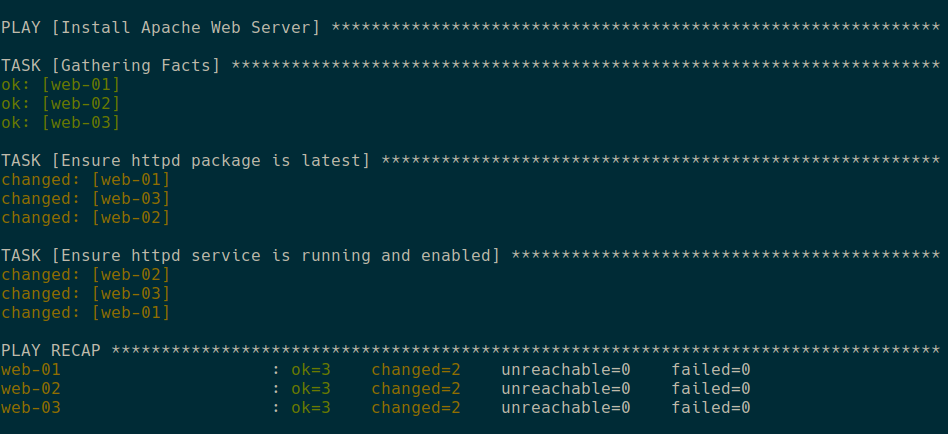 PLAY [Install Apache Web Server] *************************************************************
TASK [Gathering Facts] ***********************************************************************
ok: [web-01]
ok: [web-02]
ok: [web-03]
TASK [Ensure httpd package is latest] ********************************************************
changed: [web-01]
changed: [web-03]
changed: [web-02]
TASK [Ensure httpd service is running and enabled] *******************************************
changed: [web-02]
changed: [web-03]
changed: [web-01]
PLAY RECAP ***********************************************************************************
web-01                     : ok=3    changed=2    unreachable=0    failed=0
web-02                     : ok=3    changed=2    unreachable=0    failed=0
web-03                     : ok=3    changed=2    unreachable=0    failed=0